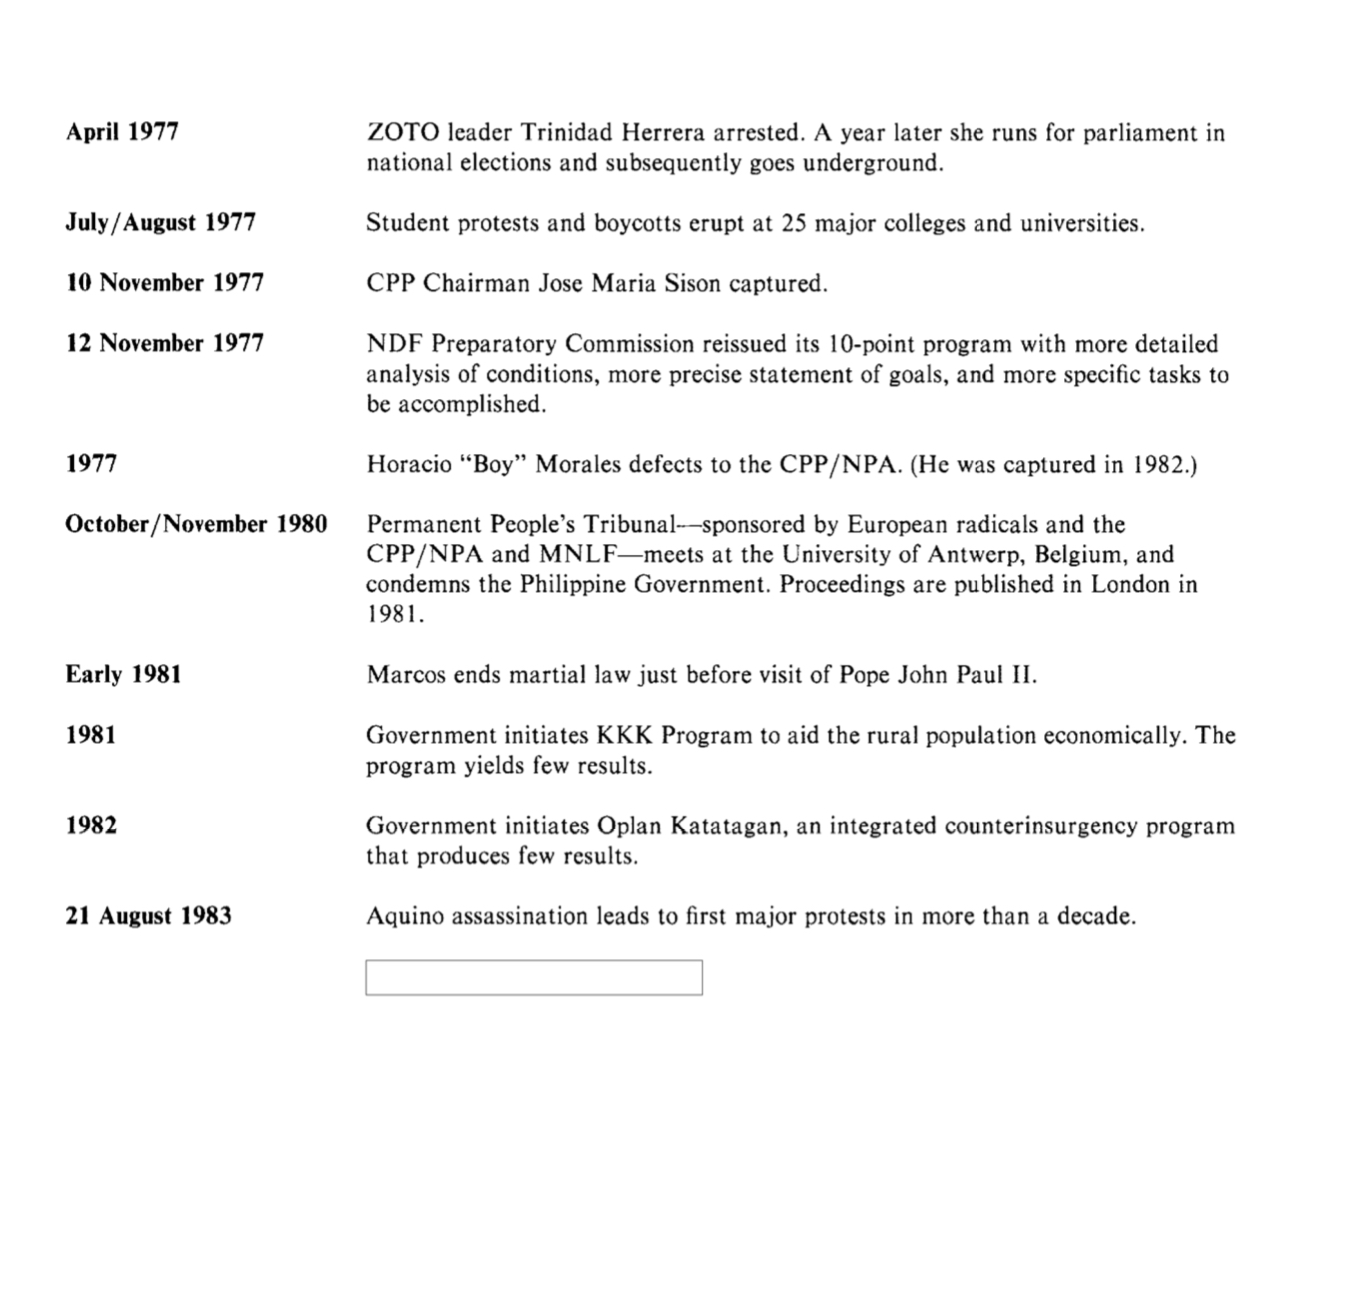 April 1977 ZOTO leader Trinidad Herrera arrested. A year later she runs for parliament in
national elections and subsequently goes underground.
July/August 1977 Student protests and boycotts erupt at 25 major colleges and universities.
10 November 1977 CPP Chairman Jose Maria Sison captured.
12 November 1977 NDF Preparatory Commission reissued its 10-point program with more detailed
analysis of conditions, more precise statement of goals, and more specific tasks to
be accomplished.
1977 Horacio “Boy” Morales defects to the CPP/NPA. (He was captured in 1982.)
October/November 1980 Permanent People’s Tribunal—sponsored by European radicals and the
CPP/NPA and MNLF—meets at the University of Antwerp, Belgium, and
condemns the Philippine Government. Proceedings are published in London in
1981.
Early 1981 Marcos ends martial law just before visit of Pope John Paul II.
1981 Government initiates KKK Program to aid the rural population economically. The
program yields few results.
1982 Government initiates Oplan Katatagan, an integrated counterinsurgency program
that produces few results.
21 August 1983 Aquino assassination leads to first major protests in more than a decade.